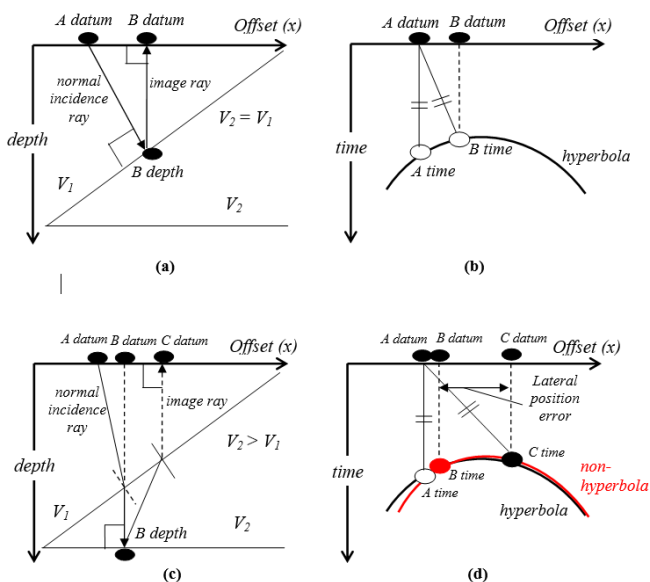 A datum B datum Offset (x)
normal
incidence
ray
image ray
V2 = V1
depth
B depth
V1
V2
(a)
A datum B datum Offset (x)
time
A time
B time
hyperbola
(b)
A datum B datum C datum
Offset (x)
normal
incidence
ray
image ray
V2 > V1
depth
V1
B depth
V2
(c)
A datum B datum C datum
Offset (x)
Lateral
position
error
time
C time
B time
A time
non-
hyperbola
hyperbola
(d)